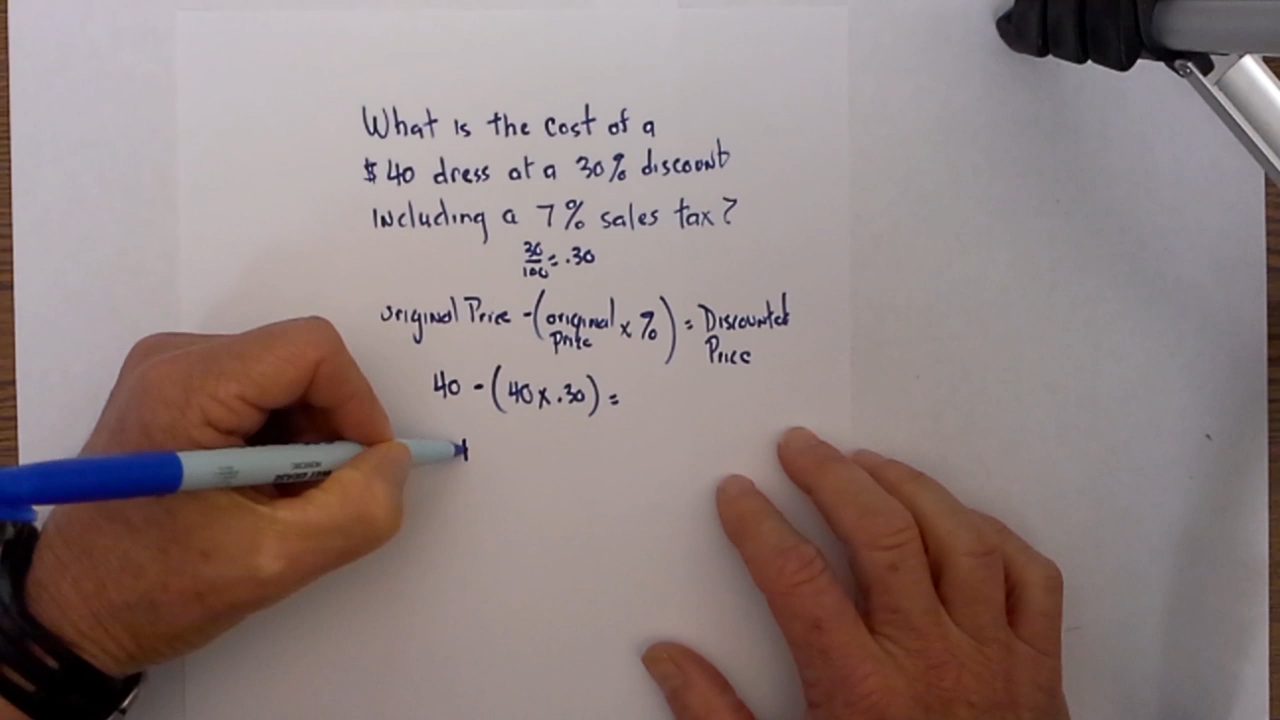 What is the cost of a
$40 dress at a 30% discount
Including a 7% sales tax?
30/100 = .30
original Price - (original Price x %) = Discounted Price
40 - (40 x .30) =